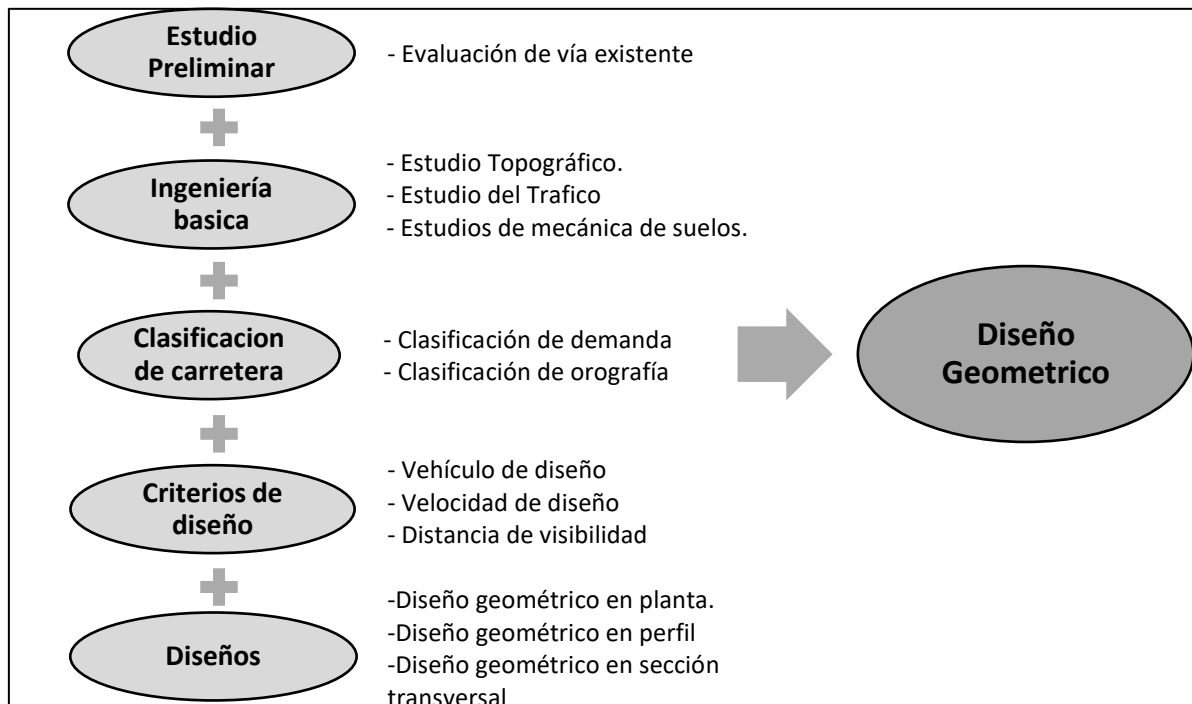 Estudio
Preliminar
- Evaluación de vía existente
Ingeniería
basica
- Estudio Topográfico.
- Estudio del Trafico
- Estudios de mecánica de suelos.
Clasificacion
de carretera
- Clasificación de demanda
- Clasificación de orografía
Criterios de
diseño
- Vehículo de diseño
- Velocidad de diseño
- Distancia de visibilidad
Diseños
-Diseño geométrico en planta.
-Diseño geométrico en perfil
-Diseño geométrico en sección
transversal
Diseño
Geometrico